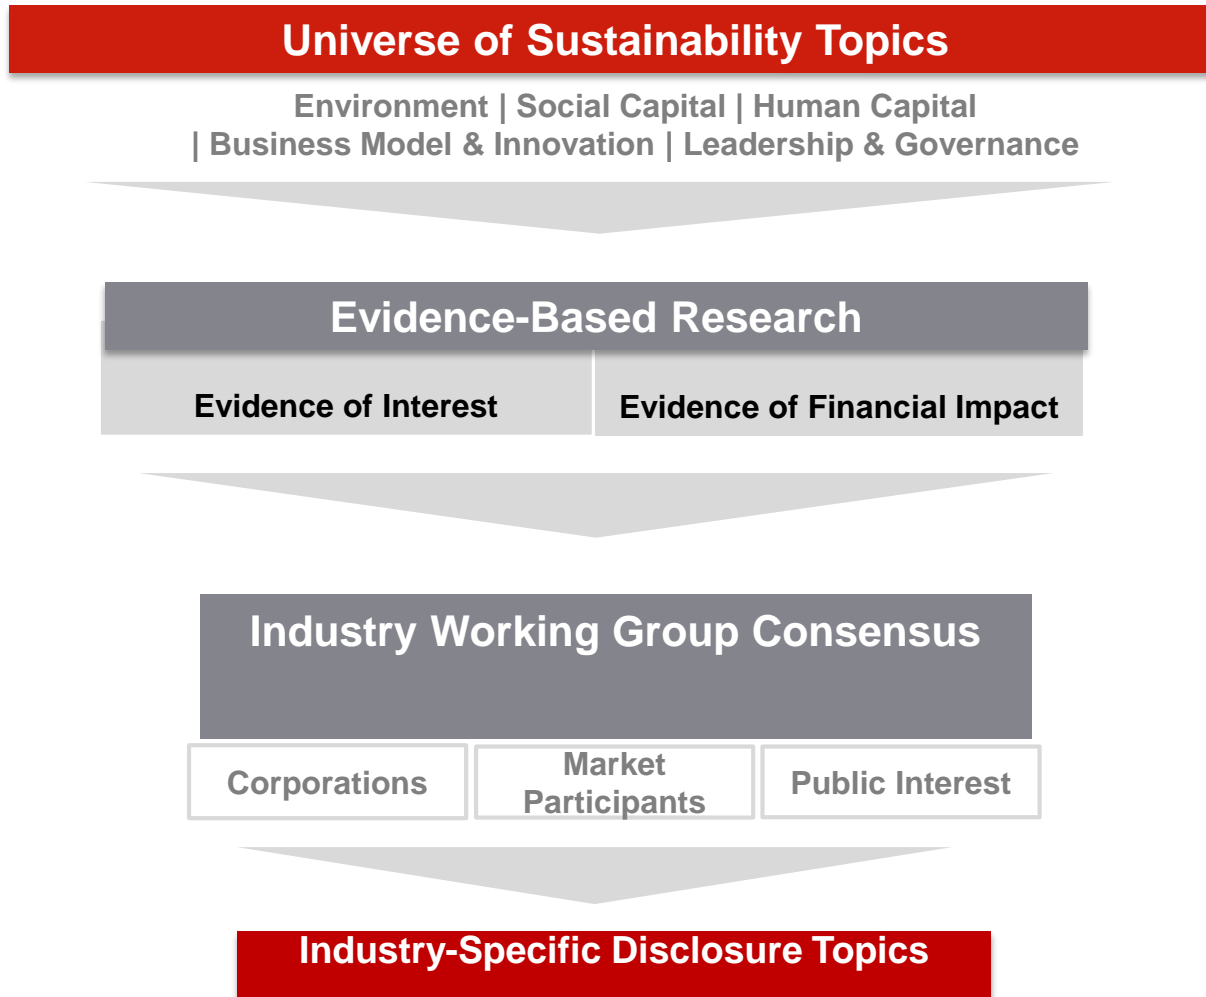 Universe of Sustainability Topics
Environment | Social Capital | Human Capital
| Business Model & Innovation | Leadership & Governance
Evidence-Based Research
Evidence of Interest
Evidence of Financial Impact
Industry Working Group Consensus
Corporations
Market
Participants
Public Interest
Industry-Specific Disclosure Topics